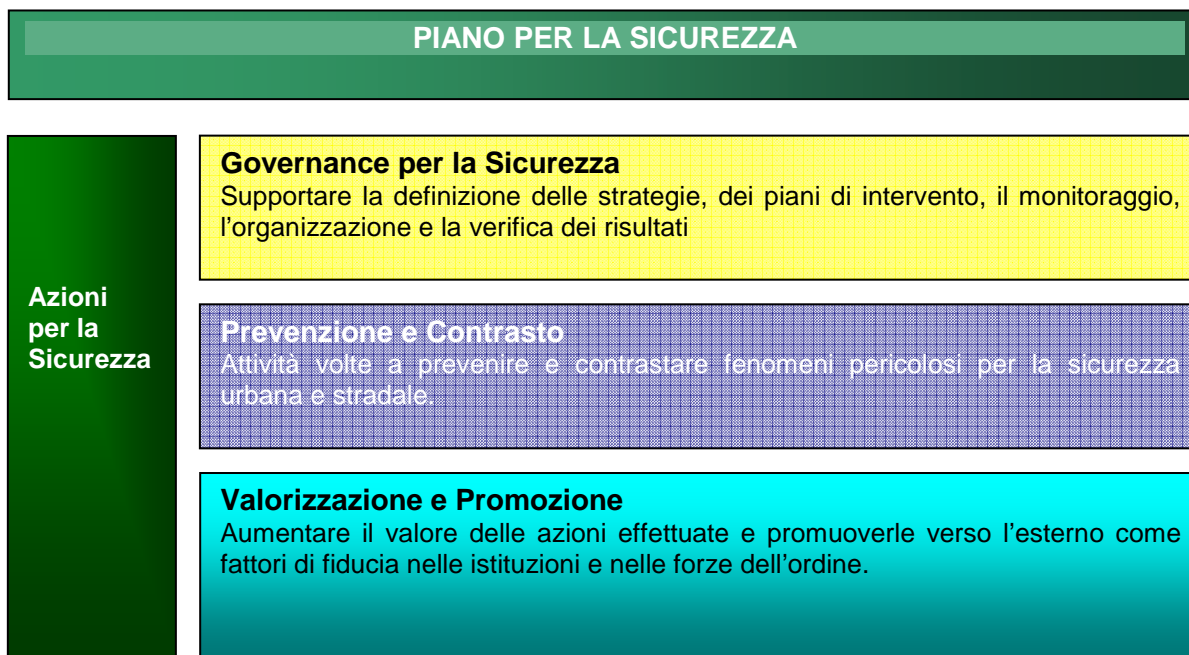 PIANO PER LA SICUREZZA
Azioni
per la
Sicurezza
Governance per la Sicurezza
Supportare la definizione delle strategie, dei piani di intervento, il monitoraggio,
l'organizzazione e la verifica dei risultati
Prevenzione e Contrasto
Attività volte a prevenire e contrastare fenomeni pericolosi per la sicurezza
urbana e stradale.
Valorizzazione e Promozione
Aumentare il valore delle azioni effettuate e promuoverle verso l'esterno come
fattori di fiducia nelle istituzioni e nelle forze dell'ordine.